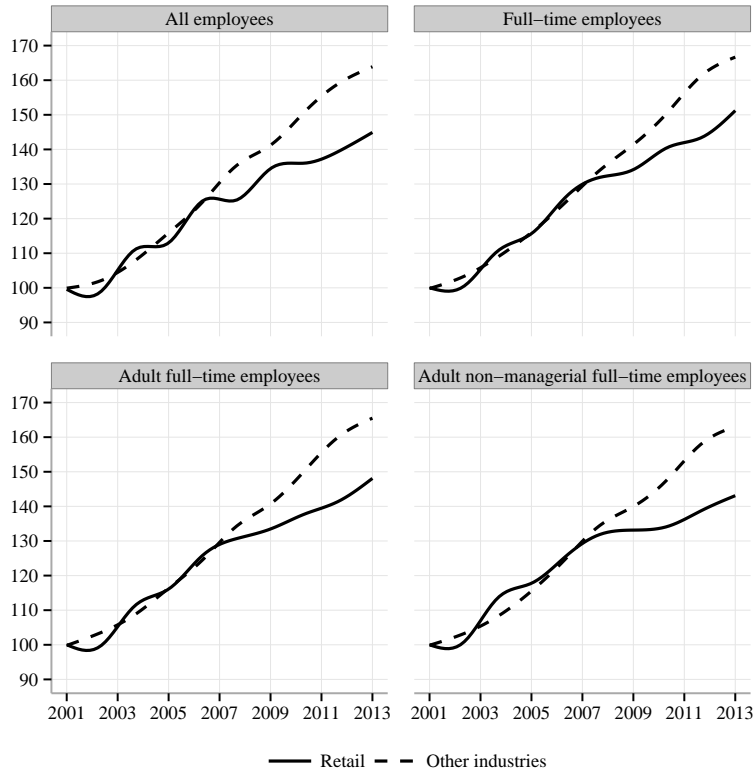 All employees
Full−time employees
170
160
150
140
130
120
110
100
90
Adult full−time employees
Adult non−managerial full−time employees
170
160
150
140
130
120
110
100
90
2001 2003 2005 2007 2009 2011 2013
2001 2003 2005 2007 2009 2011 2013
Retail
Other industries